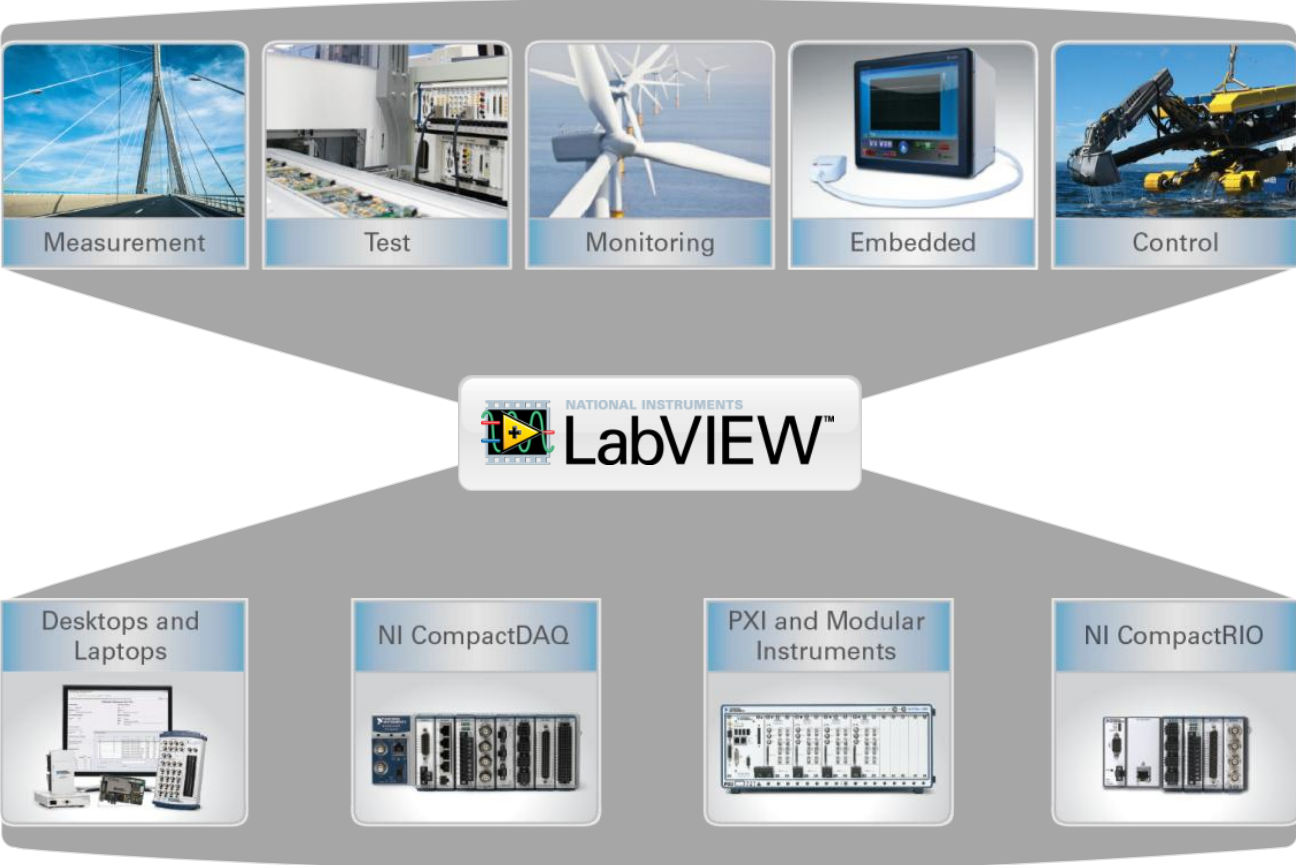 Measurement
Test
Monitoring
Embedded
Control
NATIONAL INSTRUMENTS
LabVIEW™
Desktops and
Laptops
NI CompactDAQ
PXI and Modular
Instruments
NI CompactRIO